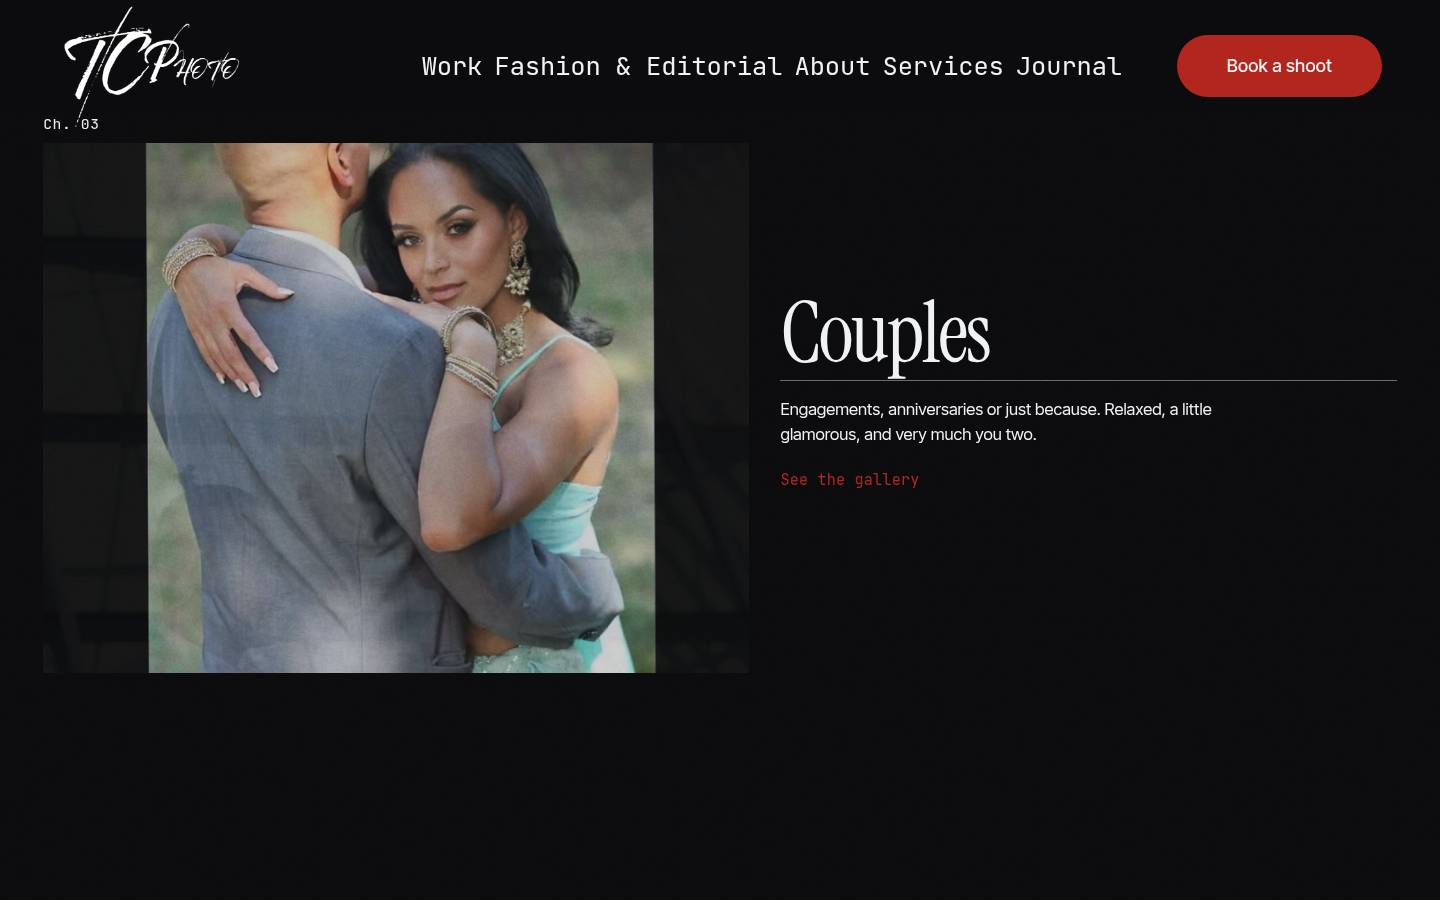 TCPHOTO
Work Fashion & Editorial About Services Journal
Book a shoot
Ch. 03
Couples
Engagements, anniversaries or just because. Relaxed, a little
glamorous, and very much you two.
See the gallery